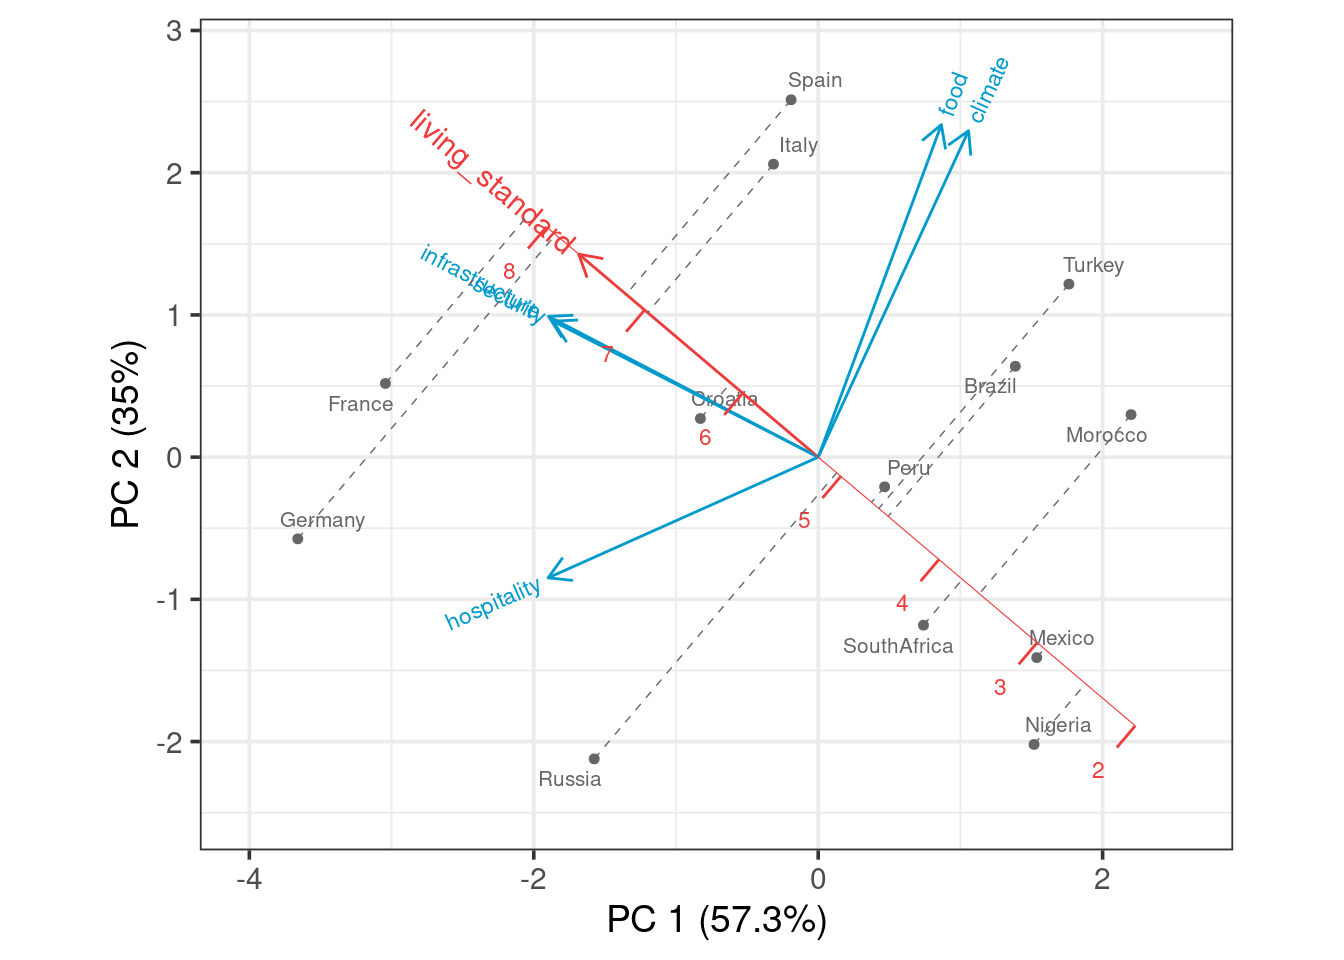 3
2
1
0
-1
-2
PC 2 (35%)
-4
-2
0
2
PC 1 (57.3%)
Spain
Italy
food
climate
living_standard
infrastructure
security
8
7
6
5
4
3
2
Turkey
Brazil
Morocco
France
Croatia
Peru
Germany
hospitality
SouthAfrica
Mexico
Nigeria
Russia